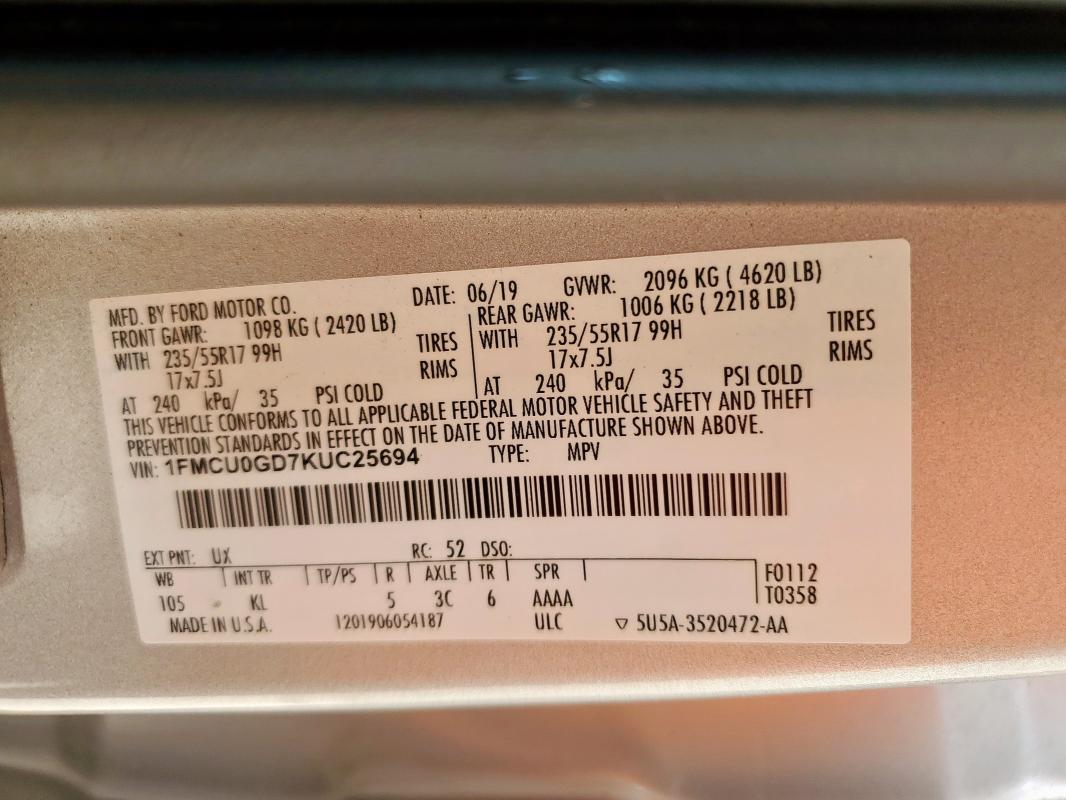 MFD. BY FORD MOTOR CO. DATE: 06/19 GVWR: 2096 KG ( 4620 LB)
FRONT GAWR: 1098 KG ( 2420 LB) REAR GAWR: 1006 KG ( 2218 LB)
WITH 235/55R17 99H TIRES WITH 235/55R17 99H TIRES
17x7.5J RIMS 17x7.5J RIMS
AT 240 kPa/ 35 PSI COLD AT 240 kPa/ 35 PSI COLD
THIS VEHICLE CONFORMS TO ALL APPLICABLE FEDERAL MOTOR VEHICLE SAFETY AND THEFT
PREVENTION STANDARDS IN EFFECT ON THE DATE OF MANUFACTURE SHOWN ABOVE.
VIN: 1FMCU0GD7KUC25694 TYPE: MPV
EXT PNT: UX RC: 52 DSO:
WB INT TR TP/PS R AXLE TR SPR F0112
105 KL 5 3C 6 AAAA T0358
MADE IN U.S.A. 1201906054187 ULC ▽ 5U5A-3520472-AA